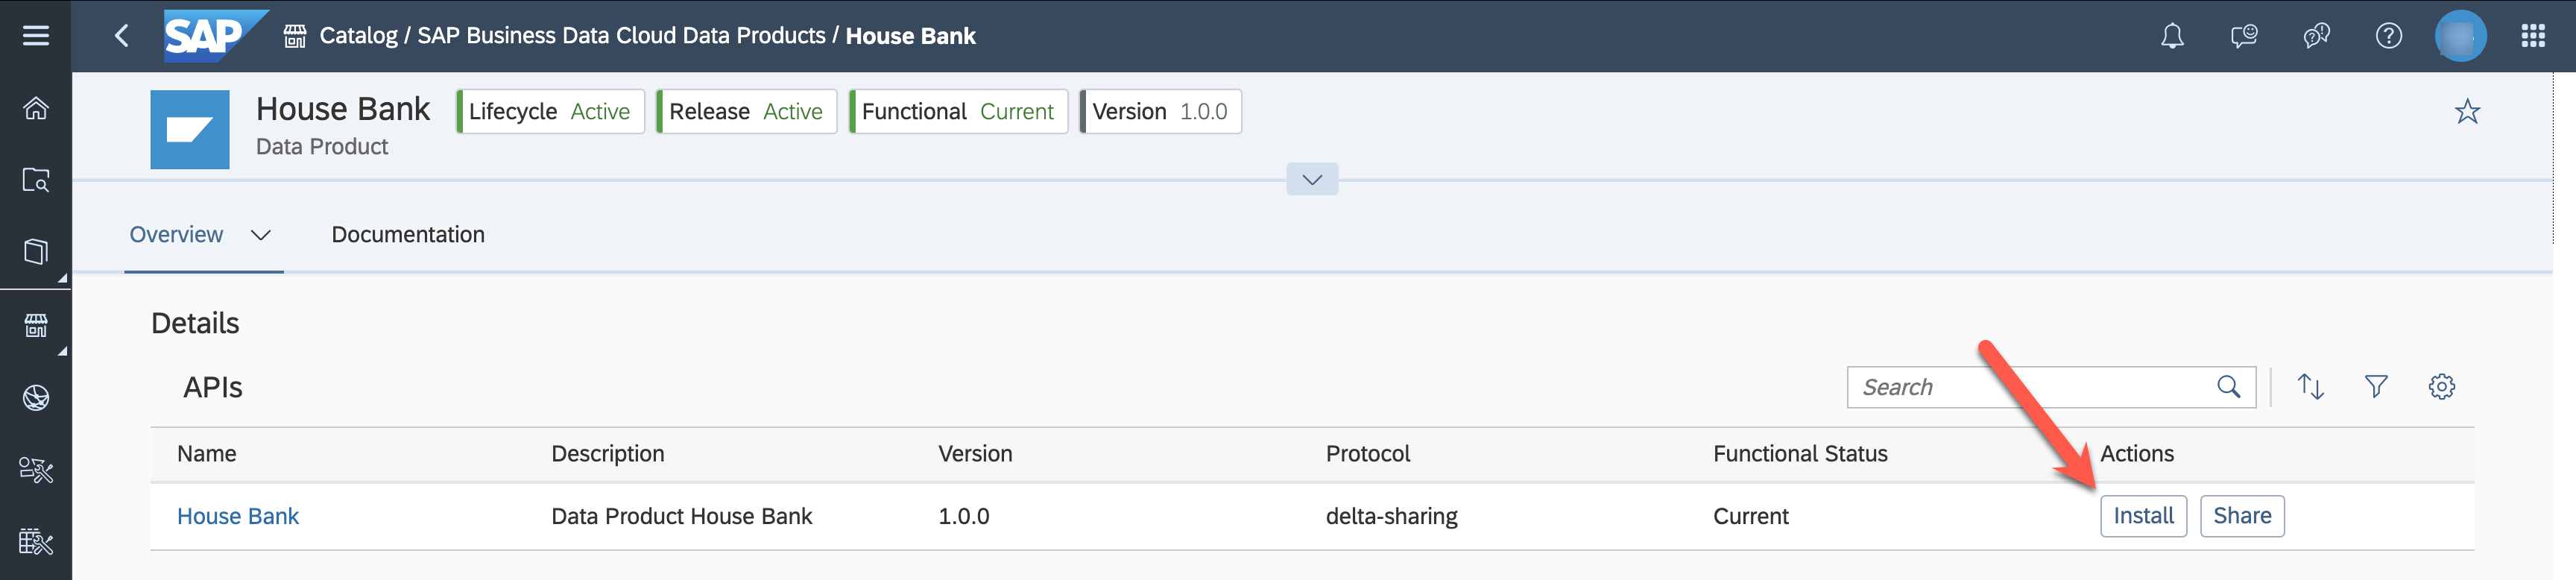 SAP Catalog / SAP Business Data Cloud Data Products / House Bank
House Bank Lifecycle Active Release Active Functional Current Version 1.0.0
Data Product
Overview Documentation
Details
APIs Search
Name Description Version Protocol Functional Status Actions
House Bank Data Product House Bank 1.0.0 delta-sharing Current Install Share